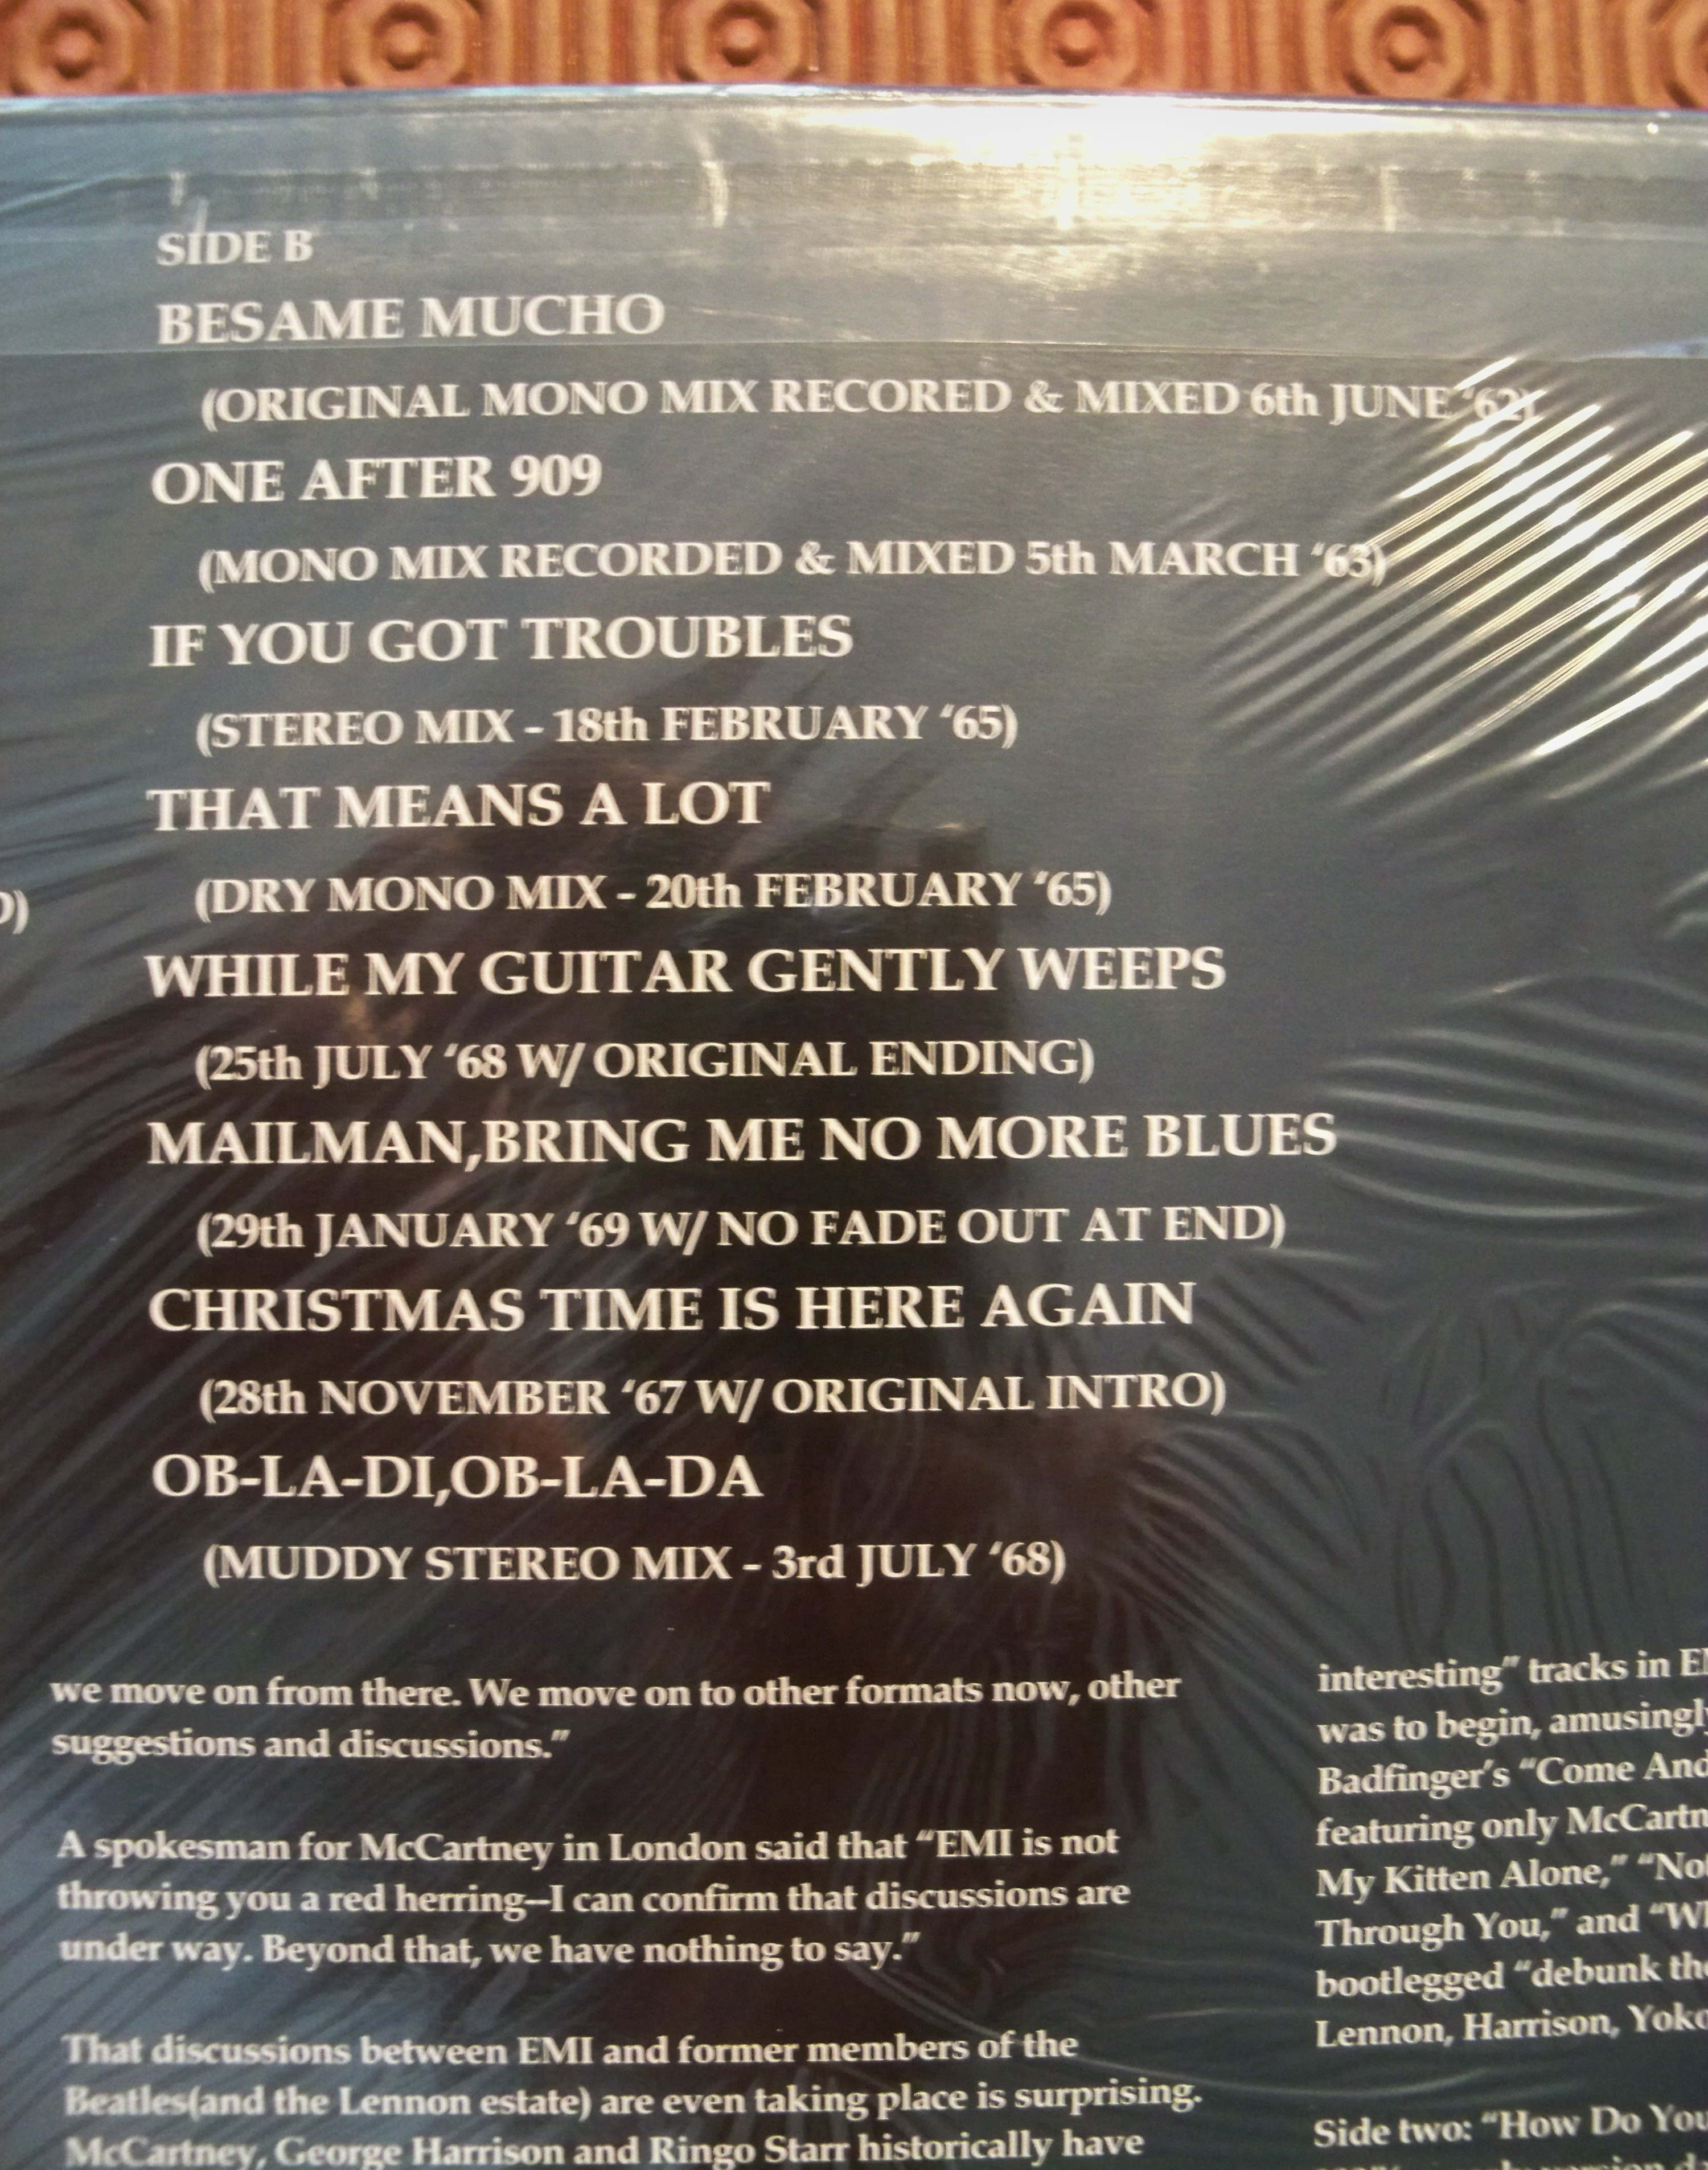 SIDE B
BESAME MUCHO
(ORIGINAL MONO MIX RECORED & MIXED 6th JUNE ‘62)
ONE AFTER 909
(MONO MIX RECORDED & MIXED 5th MARCH ‘63)
IF YOU GOT TROUBLES
(STEREO MIX - 18th FEBRUARY ‘65)
THAT MEANS A LOT
(DRY MONO MIX - 20th FEBRUARY ‘65)
WHILE MY GUITAR GENTLY WEEPS
(25th JULY ‘68 W/ ORIGINAL ENDING)
MAILMAN,BRING ME NO MORE BLUES
(29th JANUARY ‘69 W/ NO FADE OUT AT END)
CHRISTMAS TIME IS HERE AGAIN
(28th NOVEMBER ‘67 W/ ORIGINAL INTRO)
OB-LA-DI,OB-LA-DA
(MUDDY STEREO MIX - 3rd JULY ‘68)
we move on from there. We move on to other formats now, other
suggestions and discussions.”
A spokesman for McCartney in London said that “EMI is not
throwing you a red herring–I can confirm that discussions are
under way. Beyond that, we have nothing to say.”
That discussions between EMI and former members of the
Beatles(and the Lennon estate) are even taking place is surprising.
McCartney, George Harrison and Ringo Starr historically have
interesting” tracks in
was to begin,
Badfinger’s “Come And
featuring only
My Kitten Alone,”
Through You,” and
bootlegged “debunk
Lennon, Harrison,
Side two: “How Do You